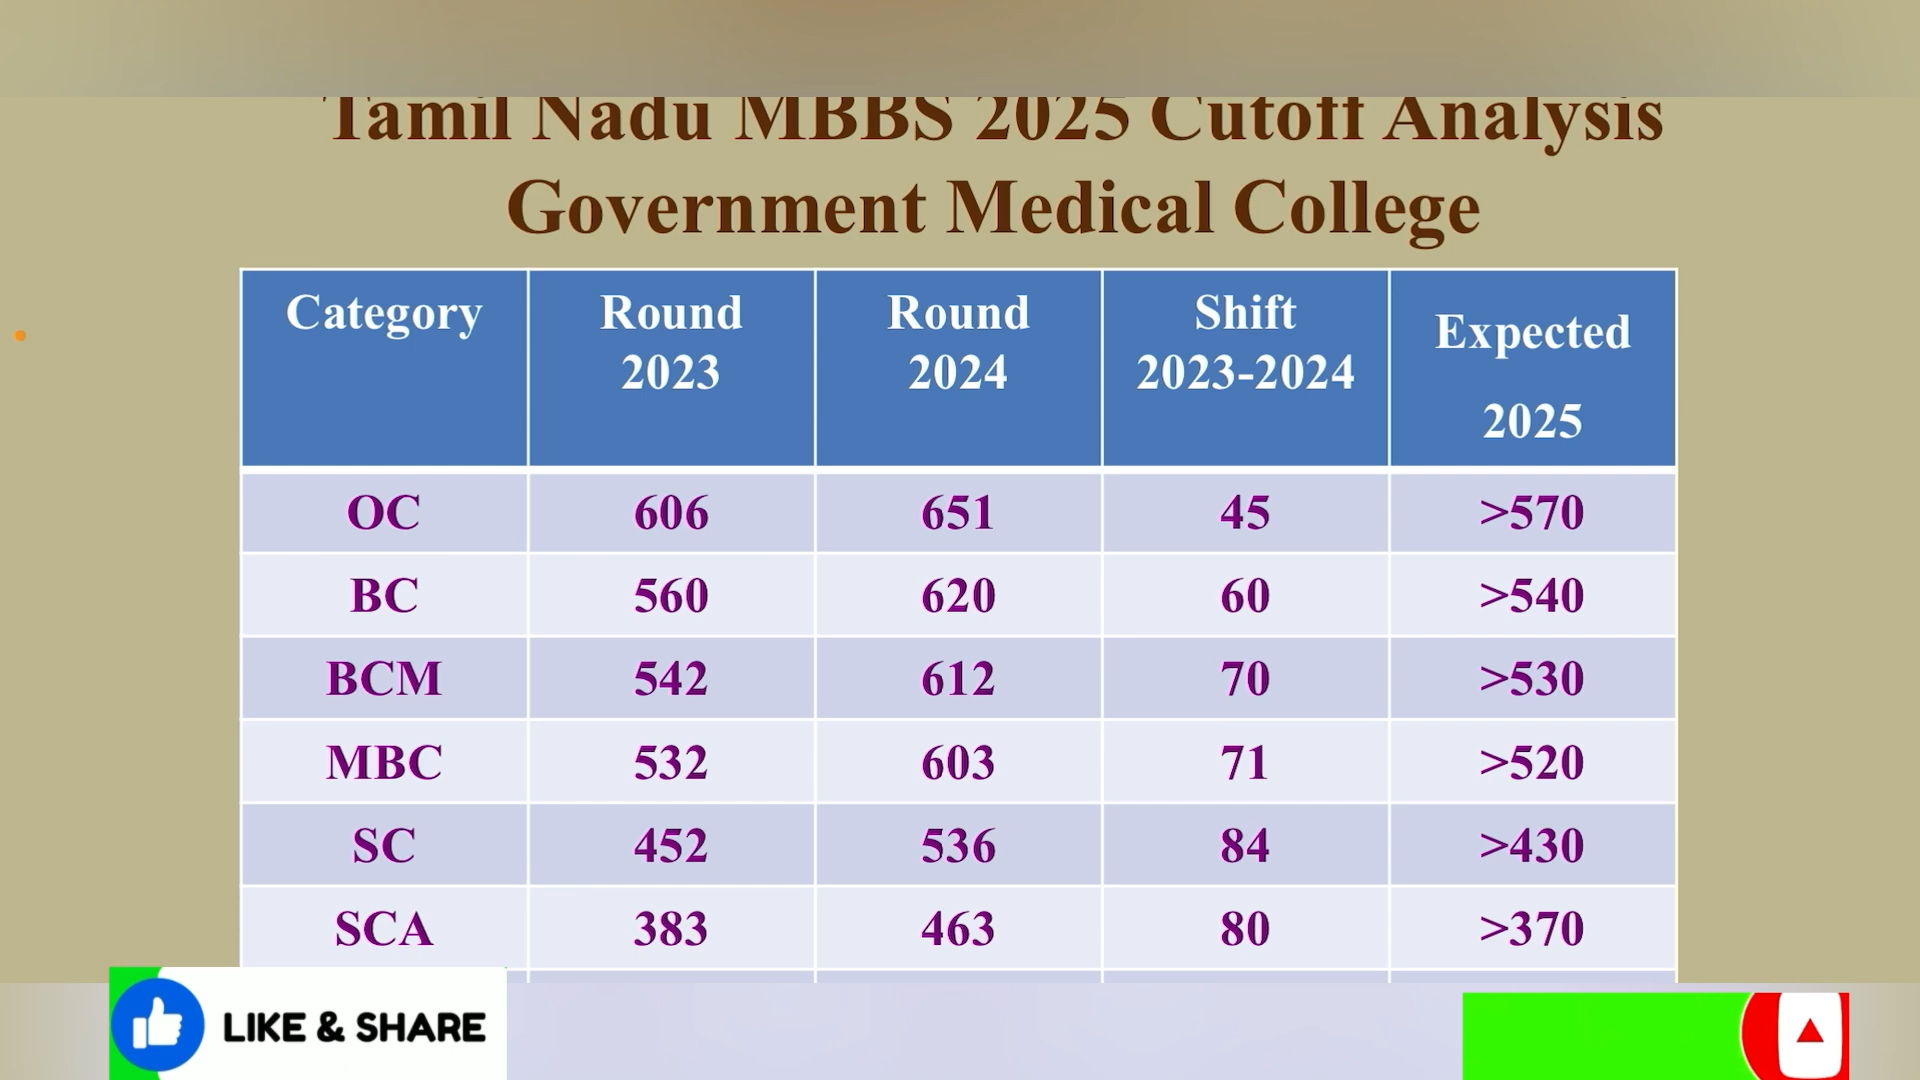 Tamil Nadu MBBS 2025 Cutoff Analysis
Government Medical College
Category Round 2023 Round 2024 Shift 2023-2024 Expected 2025
OC 606 651 45 >570
BC 560 620 60 >540
BCM 542 612 70 >530
MBC 532 603 71 >520
SC 452 536 84 >430
SCA 383 463 80 >370
LIKE & SHARE